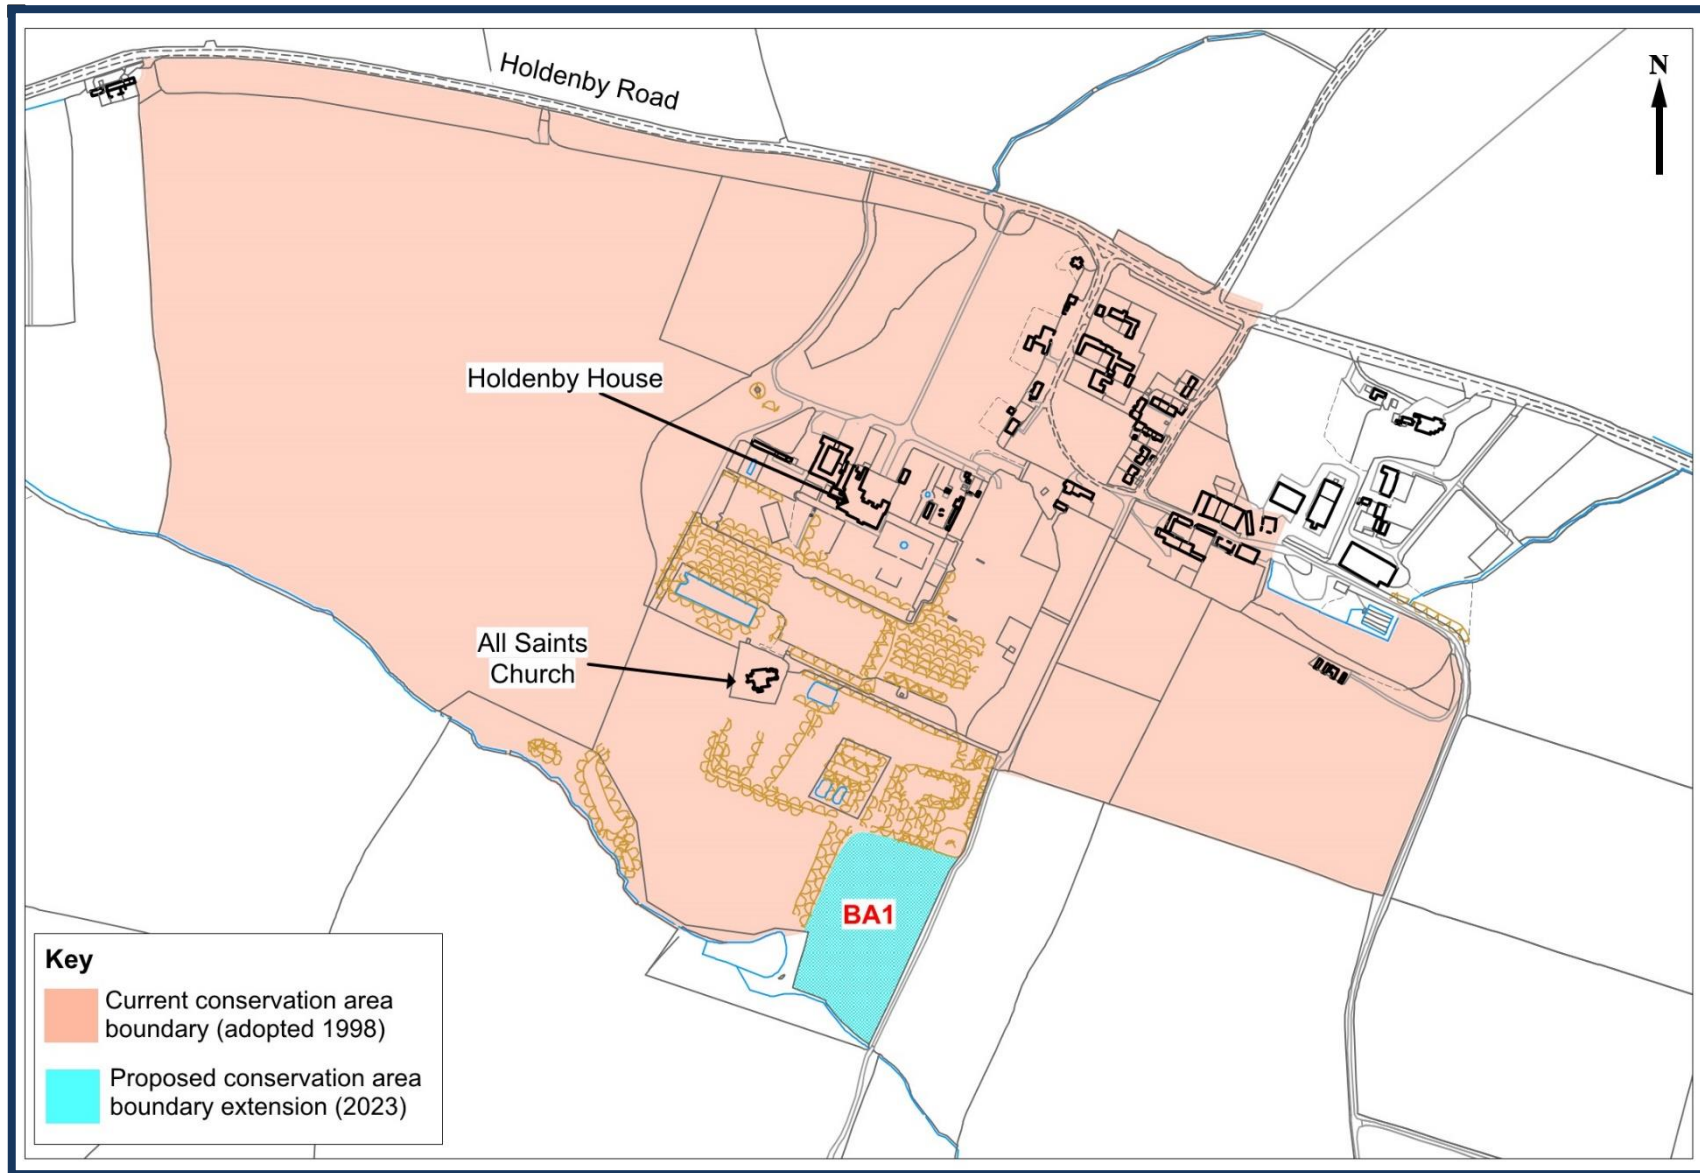 Holdenby Road
N
Holdenby House
All Saints
Church
BA1
Key
Current conservation area
boundary (adopted 1998)
Proposed conservation area
boundary extension (2023)